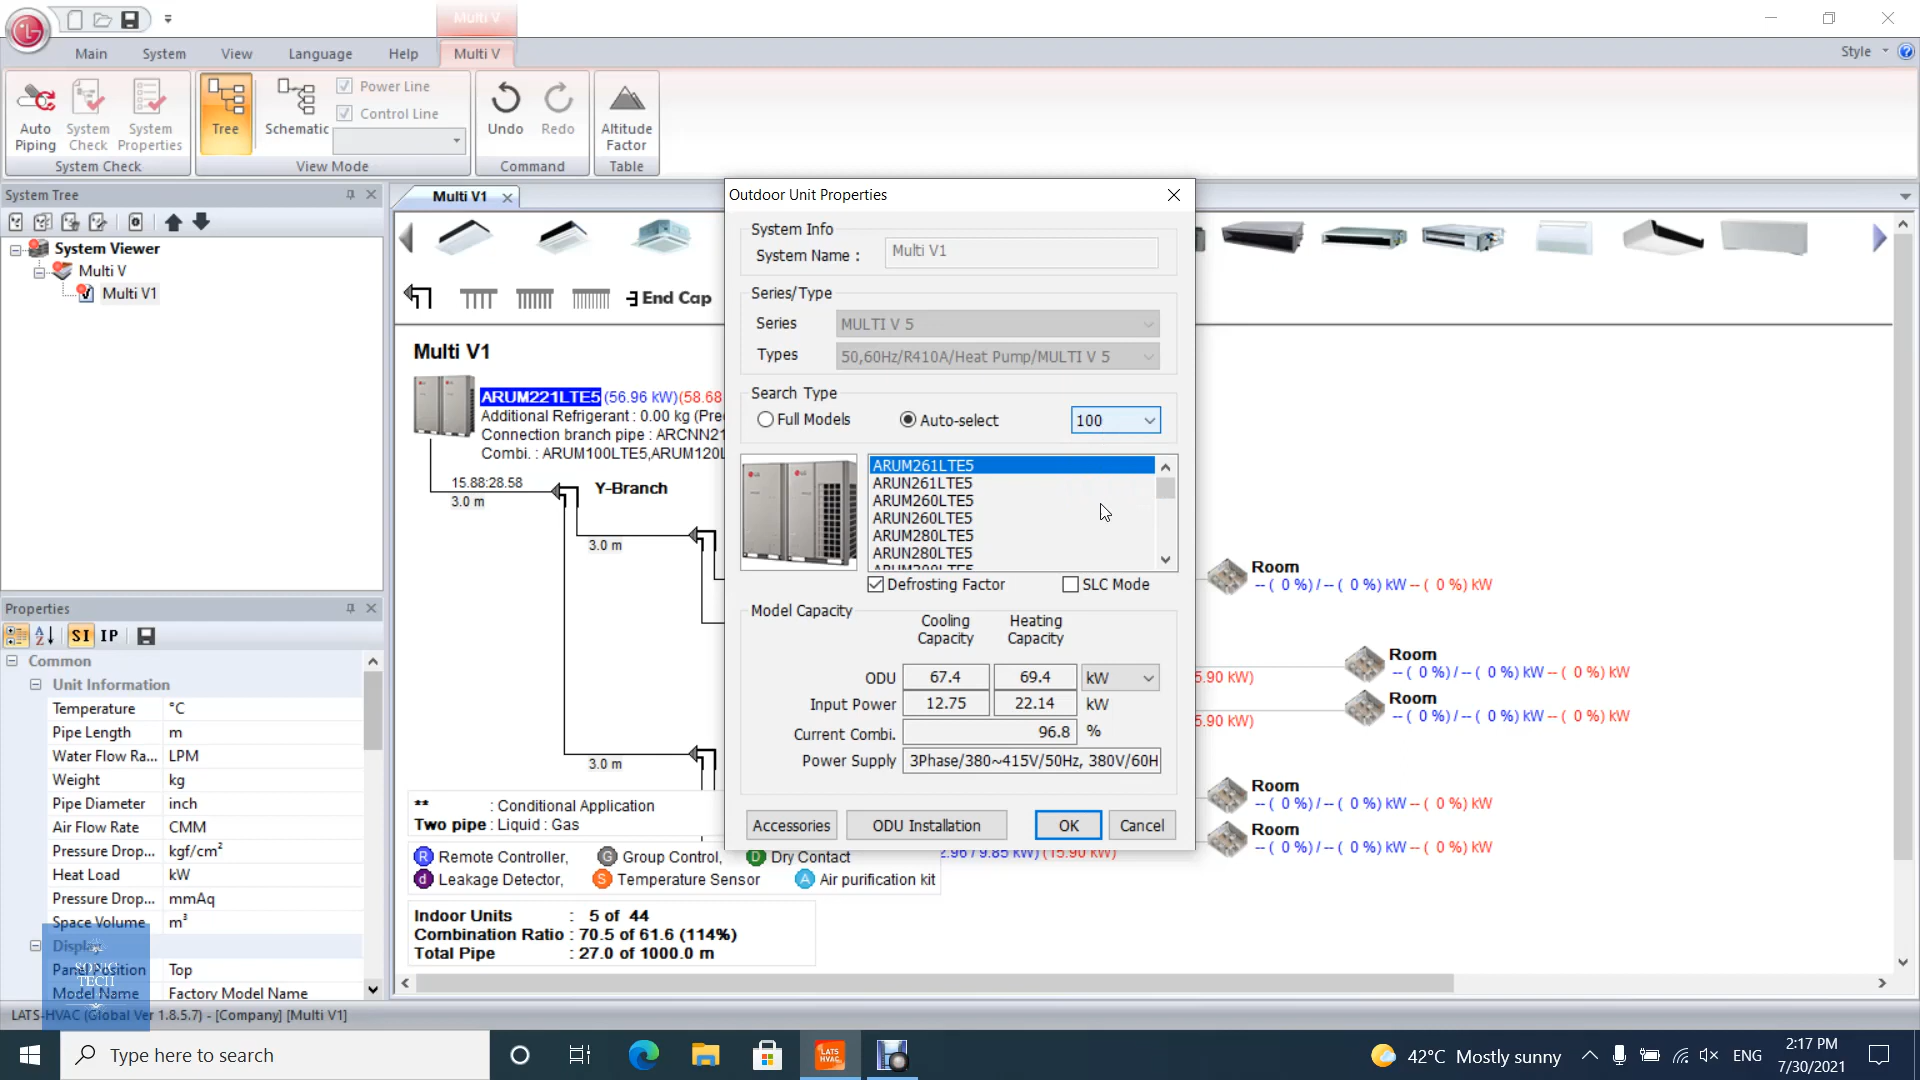 Multi V
Main System View Language Help Multi V Style
Auto Piping
System Check
System Properties
System Check
Tree
Schematic
Power Line
Control Line
View Mode
Undo
Redo
Command
Altitude Factor
Table
System Tree
System Viewer
Multi V
Multi V1
Properties
SI IP
Common
Unit Information
Temperature °C
Pipe Length m
Water Flow Ra... LPM
Weight kg
Pipe Diameter inch
Air Flow Rate CMM
Pressure Drop... kgf/cm²
Heat Load kW
Pressure Drop... mmAq
Space Volume m³
Display
Panel Position Top
Model Name Factory Model Name
SONIC
TECH
Multi V1
End Cap
Multi V1
ARUM221LTE5 (56.96 kW)(58.68
Additional Refrigerant : 0.00 kg (Pre
Connection branch pipe : ARCNN21
Combi. : ARUM100LTE5,ARUM120L
15.88:28.58
3.0 m
Y-Branch
3.0 m
3.0 m
** : Conditional Application
Two pipe : Liquid : Gas
R Remote Controller, G Group Control, D Dry Contact
d Leakage Detector, S Temperature Sensor A Air purification kit
2.96 / 9.85 kW) (15.90 kW)
Indoor Units : 5 of 44
Combination Ratio : 70.5 of 61.6 (114%)
Total Pipe : 27.0 of 1000.0 m
Outdoor Unit Properties
System Info
System Name : Multi V1
Series/Type
Series MULTI V 5
Types 50,60Hz/R410A/Heat Pump/MULTI V 5
Search Type
Full Models Auto-select 100
ARUM261LTE5
ARUN261LTE5
ARUM260LTE5
ARUN260LTE5
ARUM280LTE5
ARUN280LTE5
Defrosting Factor SLC Mode
Model Capacity
Cooling Capacity
Heating Capacity
ODU 67.4 69.4 kW
Input Power 12.75 22.14 kW
Current Combi. 96.8 %
Power Supply 3Phase/380~415V/50Hz, 380V/60H
Accessories ODU Installation OK Cancel
Room
-- ( 0 %) / -- ( 0 %) kW -- ( 0 %) kW
5.90 kW)
Room
-- ( 0 %) / -- ( 0 %) kW -- ( 0 %) kW
Room
5.90 kW)
-- ( 0 %) / -- ( 0 %) kW -- ( 0 %) kW
Room
-- ( 0 %) / -- ( 0 %) kW -- ( 0 %) kW
Room
-- ( 0 %) / -- ( 0 %) kW -- ( 0 %) kW
LATS-HVAC (Global Ver 1.8.5.7) - [Company] [Multi V1]
Type here to search
LATS
HVAC
42°C Mostly sunny
ENG
2:17 PM
7/30/2021